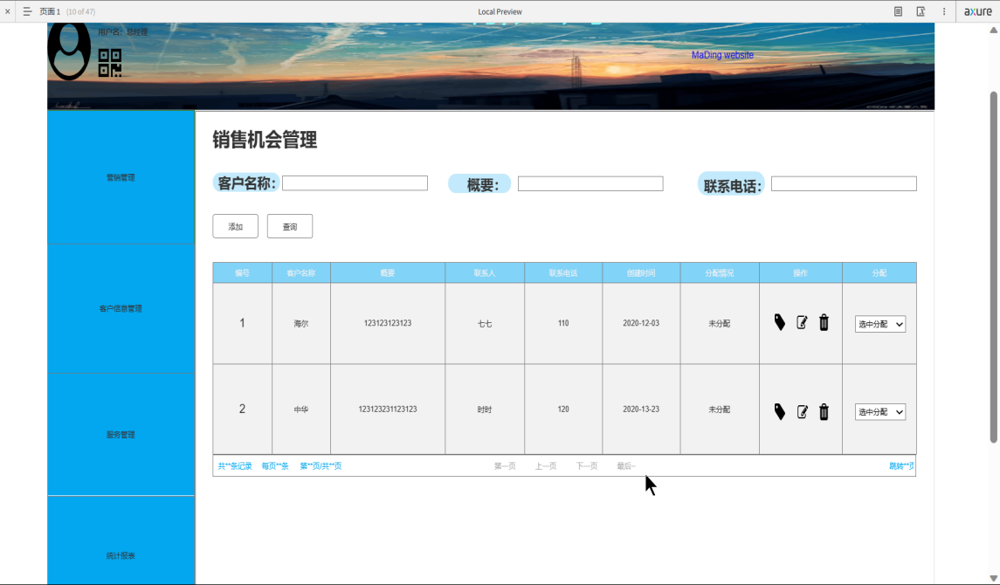 页面 1 (10 of 47)
Local Preview
axure
用户名：总经理
MaDing website
营销管理
客户信息管理
服务管理
统计报表
销售机会管理
客户名称：
概要：
联系电话：
添加 查询
编号 客户名称 概要 联系人 联系电话 创建时间 分配情况 操作 分配
1 海尔 123123123123 七七 110 2020-12-03 未分配 选中分配
2 中华 123123231123123 时时 120 2020-13-23 未分配 选中分配
共**条记录 每页**条 第**页/共**页 第一页 上一页 下一页 最后一 跳转**页